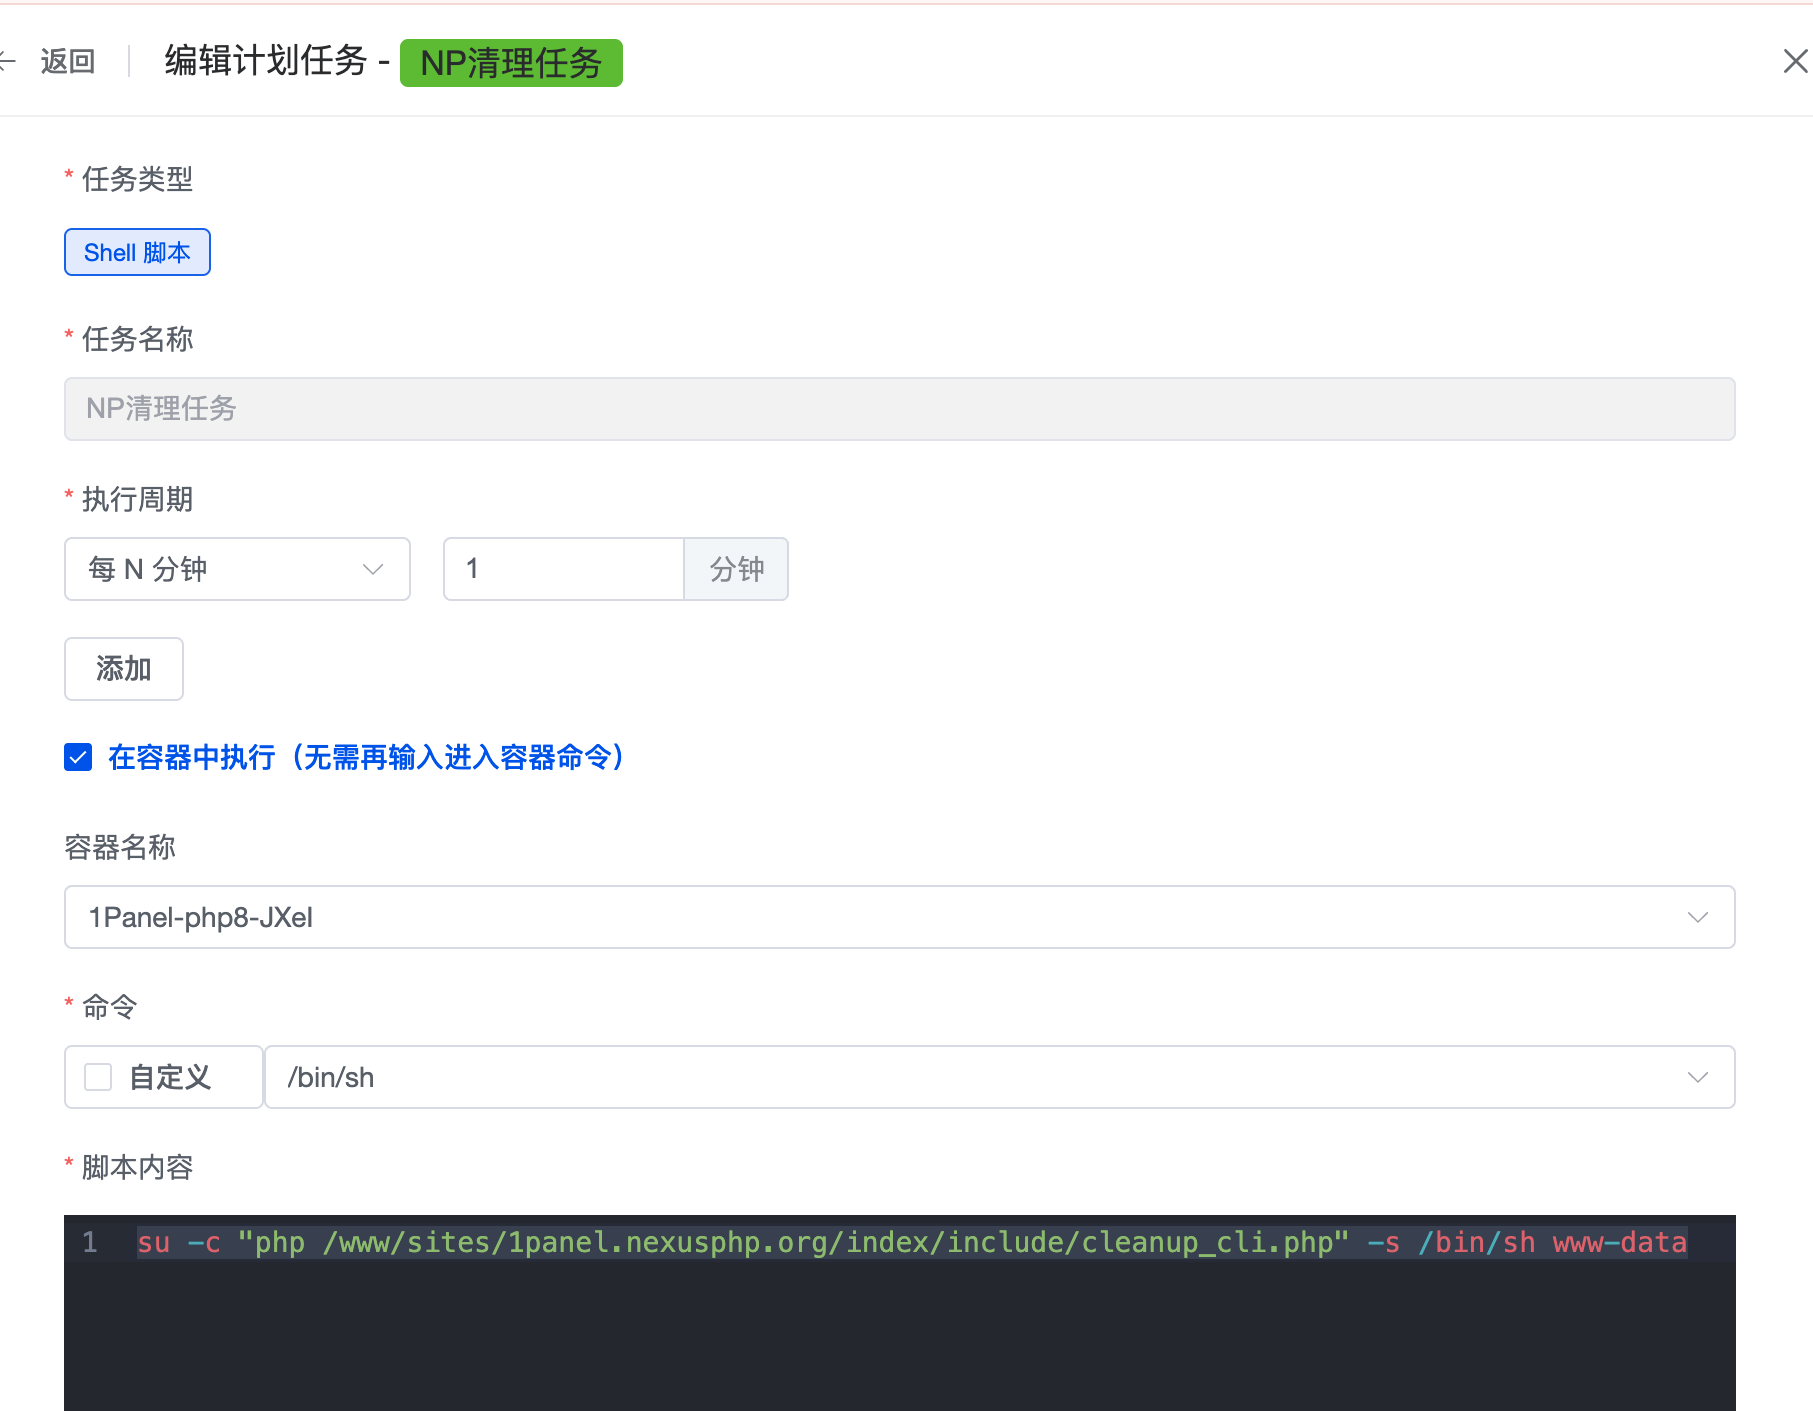 返回
编辑计划任务 - NP清理任务
* 任务类型
Shell 脚本
* 任务名称
NP清理任务
* 执行周期
每 N 分钟 1 分钟
添加
在容器中执行（无需再输入进入容器命令）
容器名称
1Panel-php8-JXeI
* 命令
自定义 /bin/sh
* 脚本内容
1 su -c "php /www/sites/1panel.nexusphp.org/index/include/cleanup_cli.php" -s /bin/sh www-data